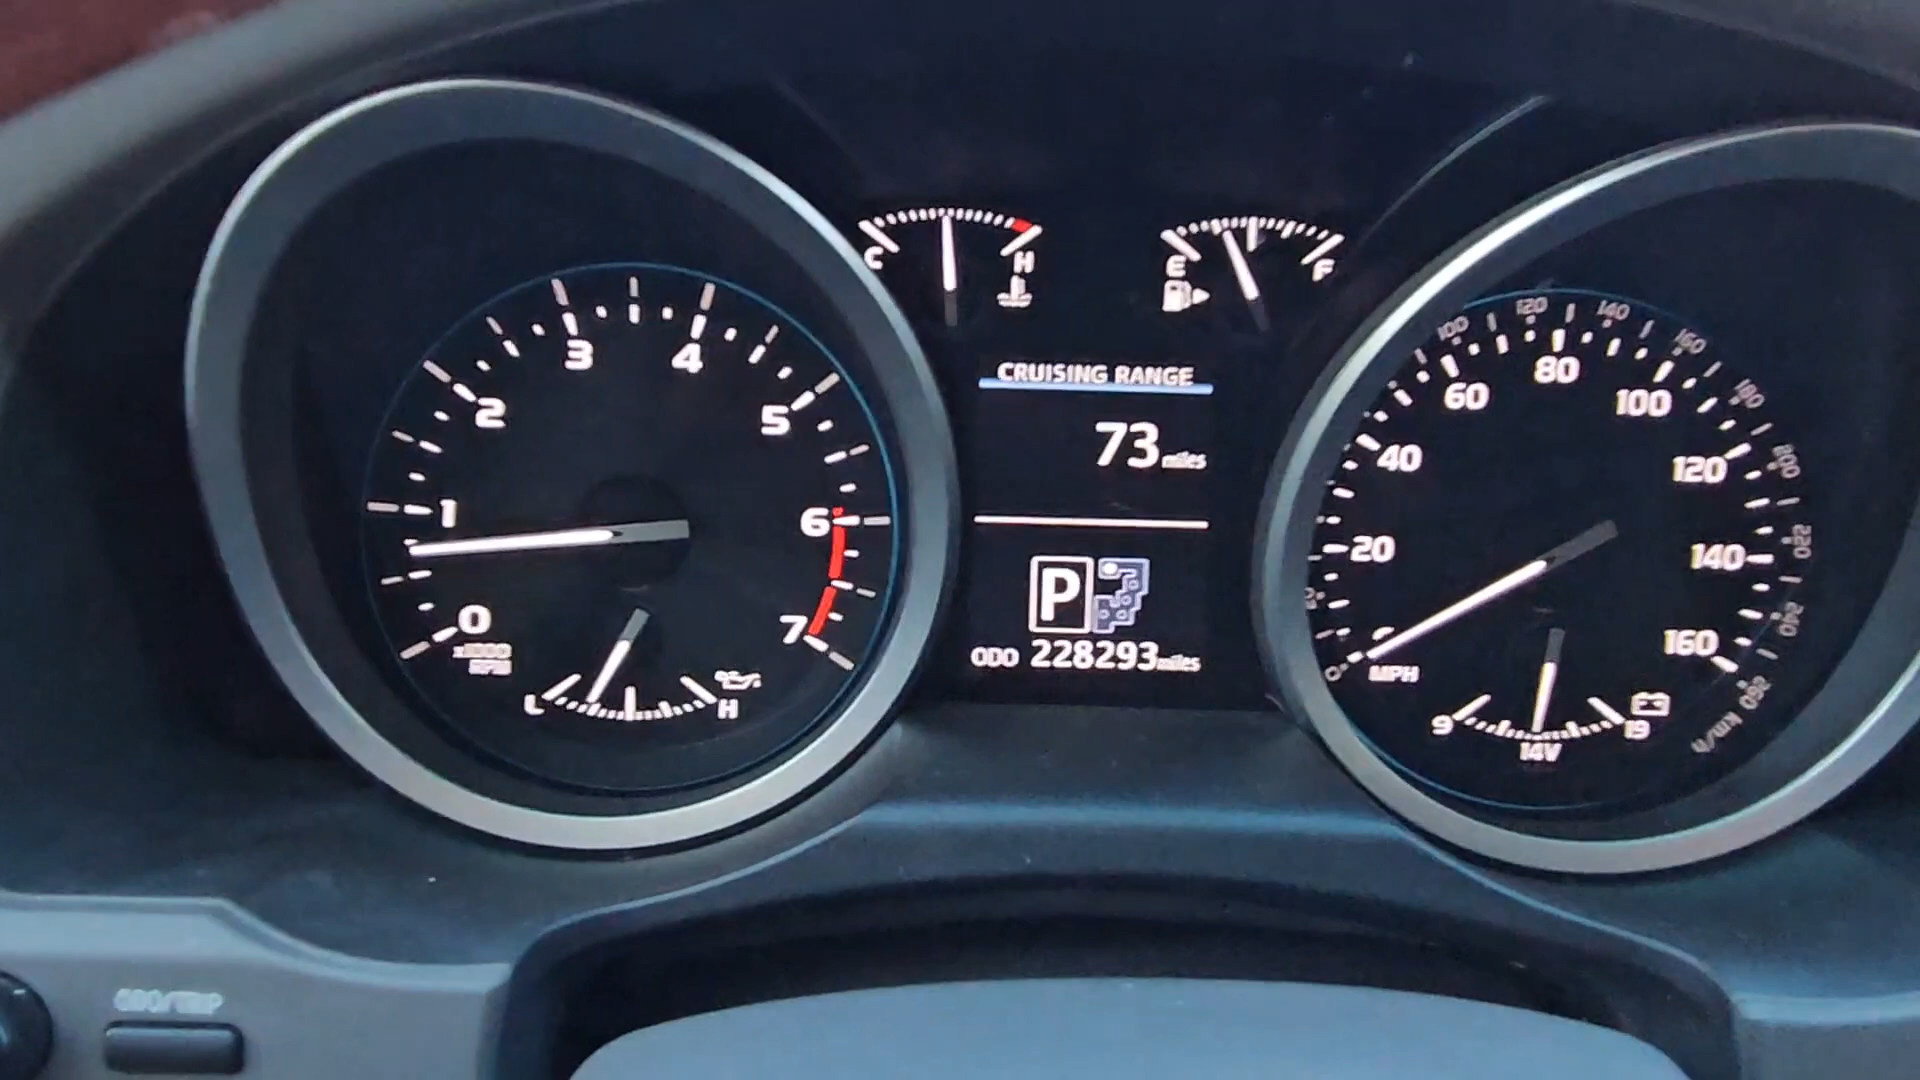 C H
E F
CRUISING RANGE
73 miles
P
ODO 228293 miles
0 1 2 3 4 5 6 7
x1000
RPM
L H
0 20 40 60 80 100 120 140 160
MPH
100 120 140 160 180 200 220 240 260 km/h
9 14V 19
ODO/TRIP